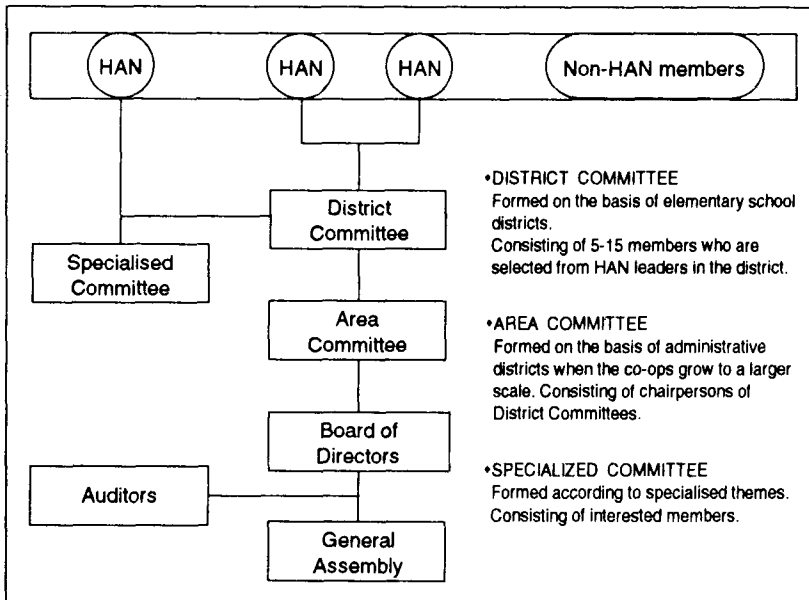 HAN
HAN
HAN
Non-HAN members
District
Committee
Specialised
Committee
Area
Committee
Board of
Directors
Auditors
General
Assembly
•DISTRICT COMMITTEE
Formed on the basis of elementary school
districts.
Consisting of 5-15 members who are
selected from HAN leaders in the district.
•AREA COMMITTEE
Formed on the basis of administrative
districts when the co-ops grow to a larger
scale. Consisting of chairpersons of
District Committees.
•SPECIALIZED COMMITTEE
Formed according to specialised themes.
Consisting of interested members.